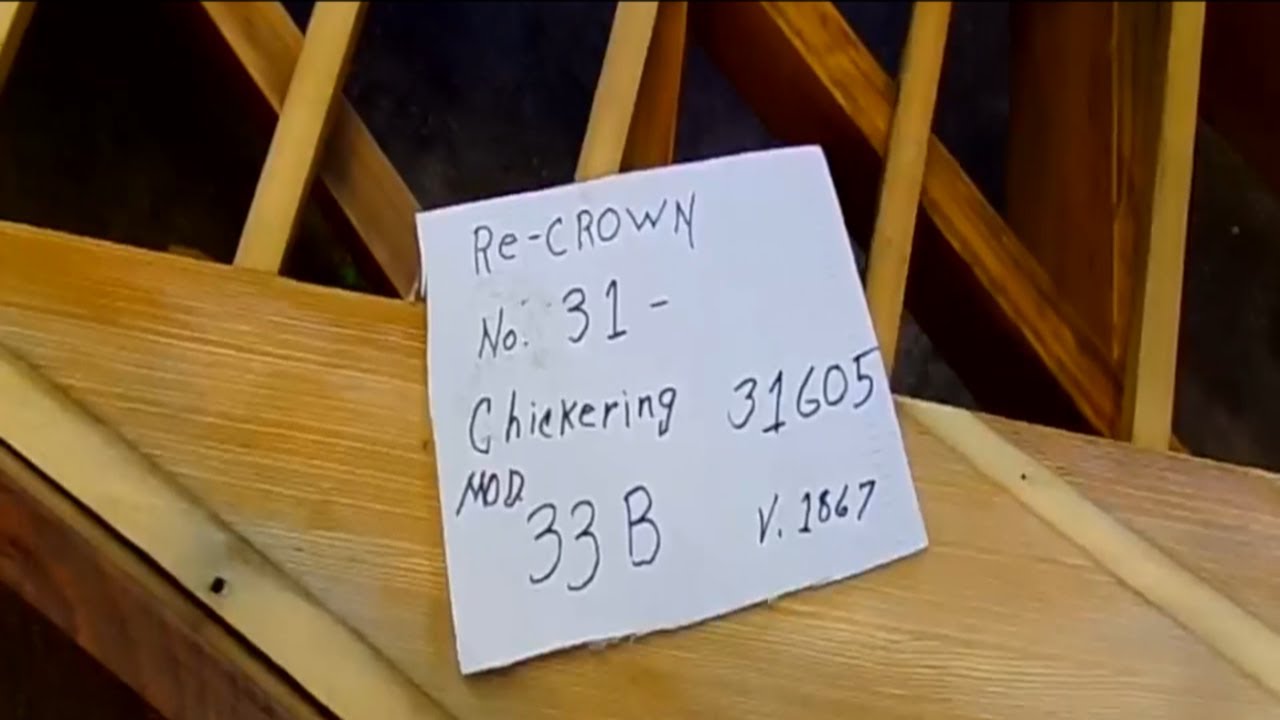 Re-CROWN
No. 31 -
Chickering 31605
MOD. 33 B V. 1867